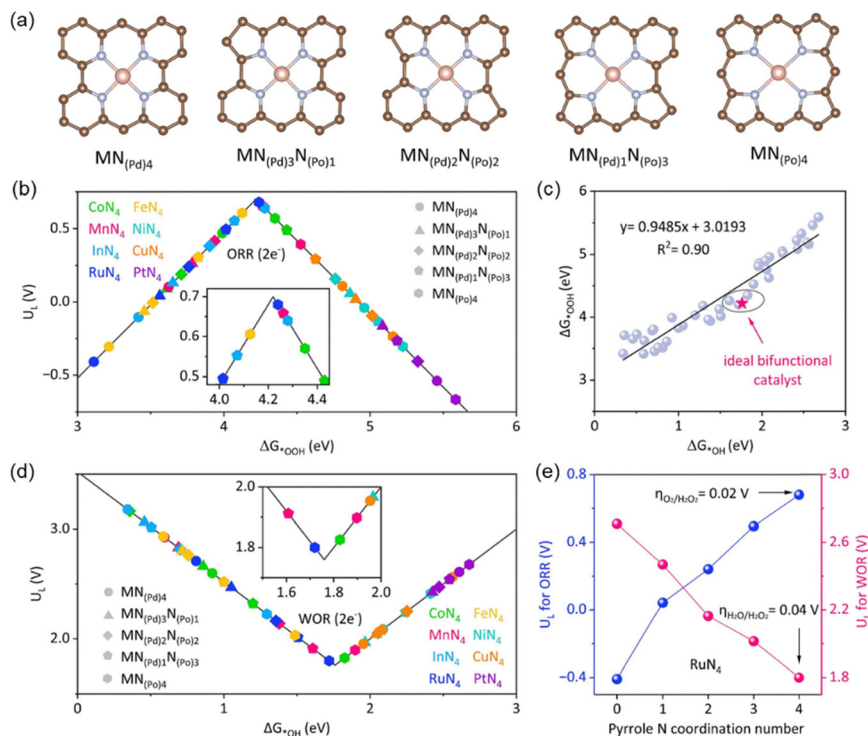 (a)
MN(Pd)4
MN(Pd)3N(Po)1
MN(Pd)2N(Po)2
MN(Pd)1N(Po)3
MN(Po)4
(b)
CoN4 FeN4
MnN4 NiN4
InN4 CuN4
RuN4 PtN4
ORR (2e⁻)
MN(Pd)4
MN(Pd)3N(Po)1
MN(Pd)2N(Po)2
MN(Pd)1N(Po)3
MN(Po)4
0.5
0.0
−0.5
UL (V)
0.7
0.6
0.5
4.0 4.2 4.4
3 4 5 6
ΔG*OOH (eV)
(c)
y= 0.9485x + 3.0193
R²= 0.90
ideal bifunctional
catalyst
6
5
4
3
ΔG*OOH (eV)
0 1 2 3
ΔG*OH (eV)
(d)
3.0
2.0
UL (V)
2.0
1.8
1.6 1.8 2.0
WOR (2e⁻)
MN(Pd)4
MN(Pd)3N(Po)1
MN(Pd)2N(Po)2
MN(Pd)1N(Po)3
MN(Po)4
CoN4 FeN4
MnN4 NiN4
InN4 CuN4
RuN4 PtN4
0 1 2 3
ΔG*OH (eV)
(e)
0.8
0.4
0.0
−0.4
UL for ORR (V)
ηO₂/H₂O₂= 0.02 V
ηH₂O/H₂O₂= 0.04 V
RuN4
3.0
2.6
2.2
1.8
UL for WOR (V)
0 1 2 3 4
Pyrrole N coordination number